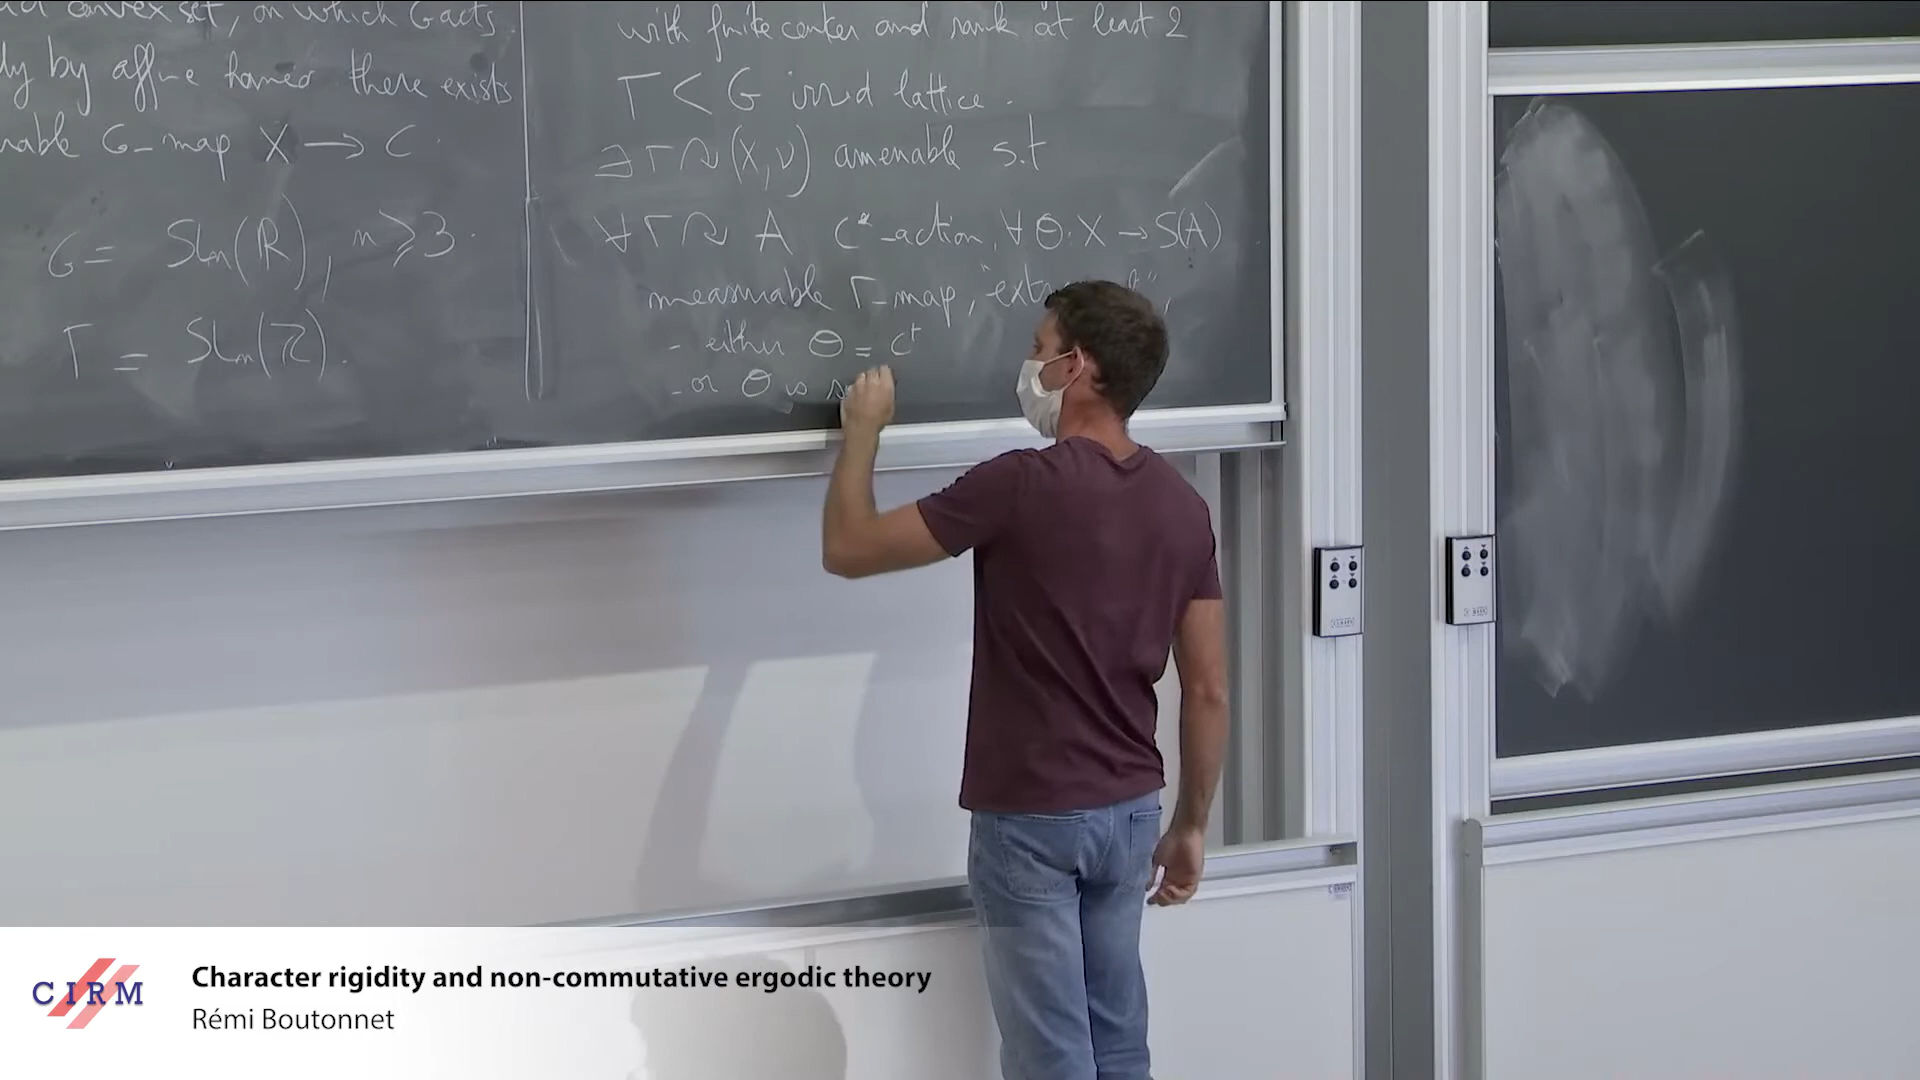 convex set, on which G acts
by affine homeo there exists
G-map X → C.
G = SLn(R), n ≥ 3.
Γ = SLn(Z).
with finite center and rank at least 2
Γ < G irred lattice.
∃ Γ ↷ (X, ν) amenable s.t
∀ Γ ↷ A C*-action, ∀ Θ: X → S(A)
measurable Γ-map,
- either Θ = ct
- or Θ is
CIRM
Character rigidity and non-commutative ergodic theory
Rémi Boutonnet